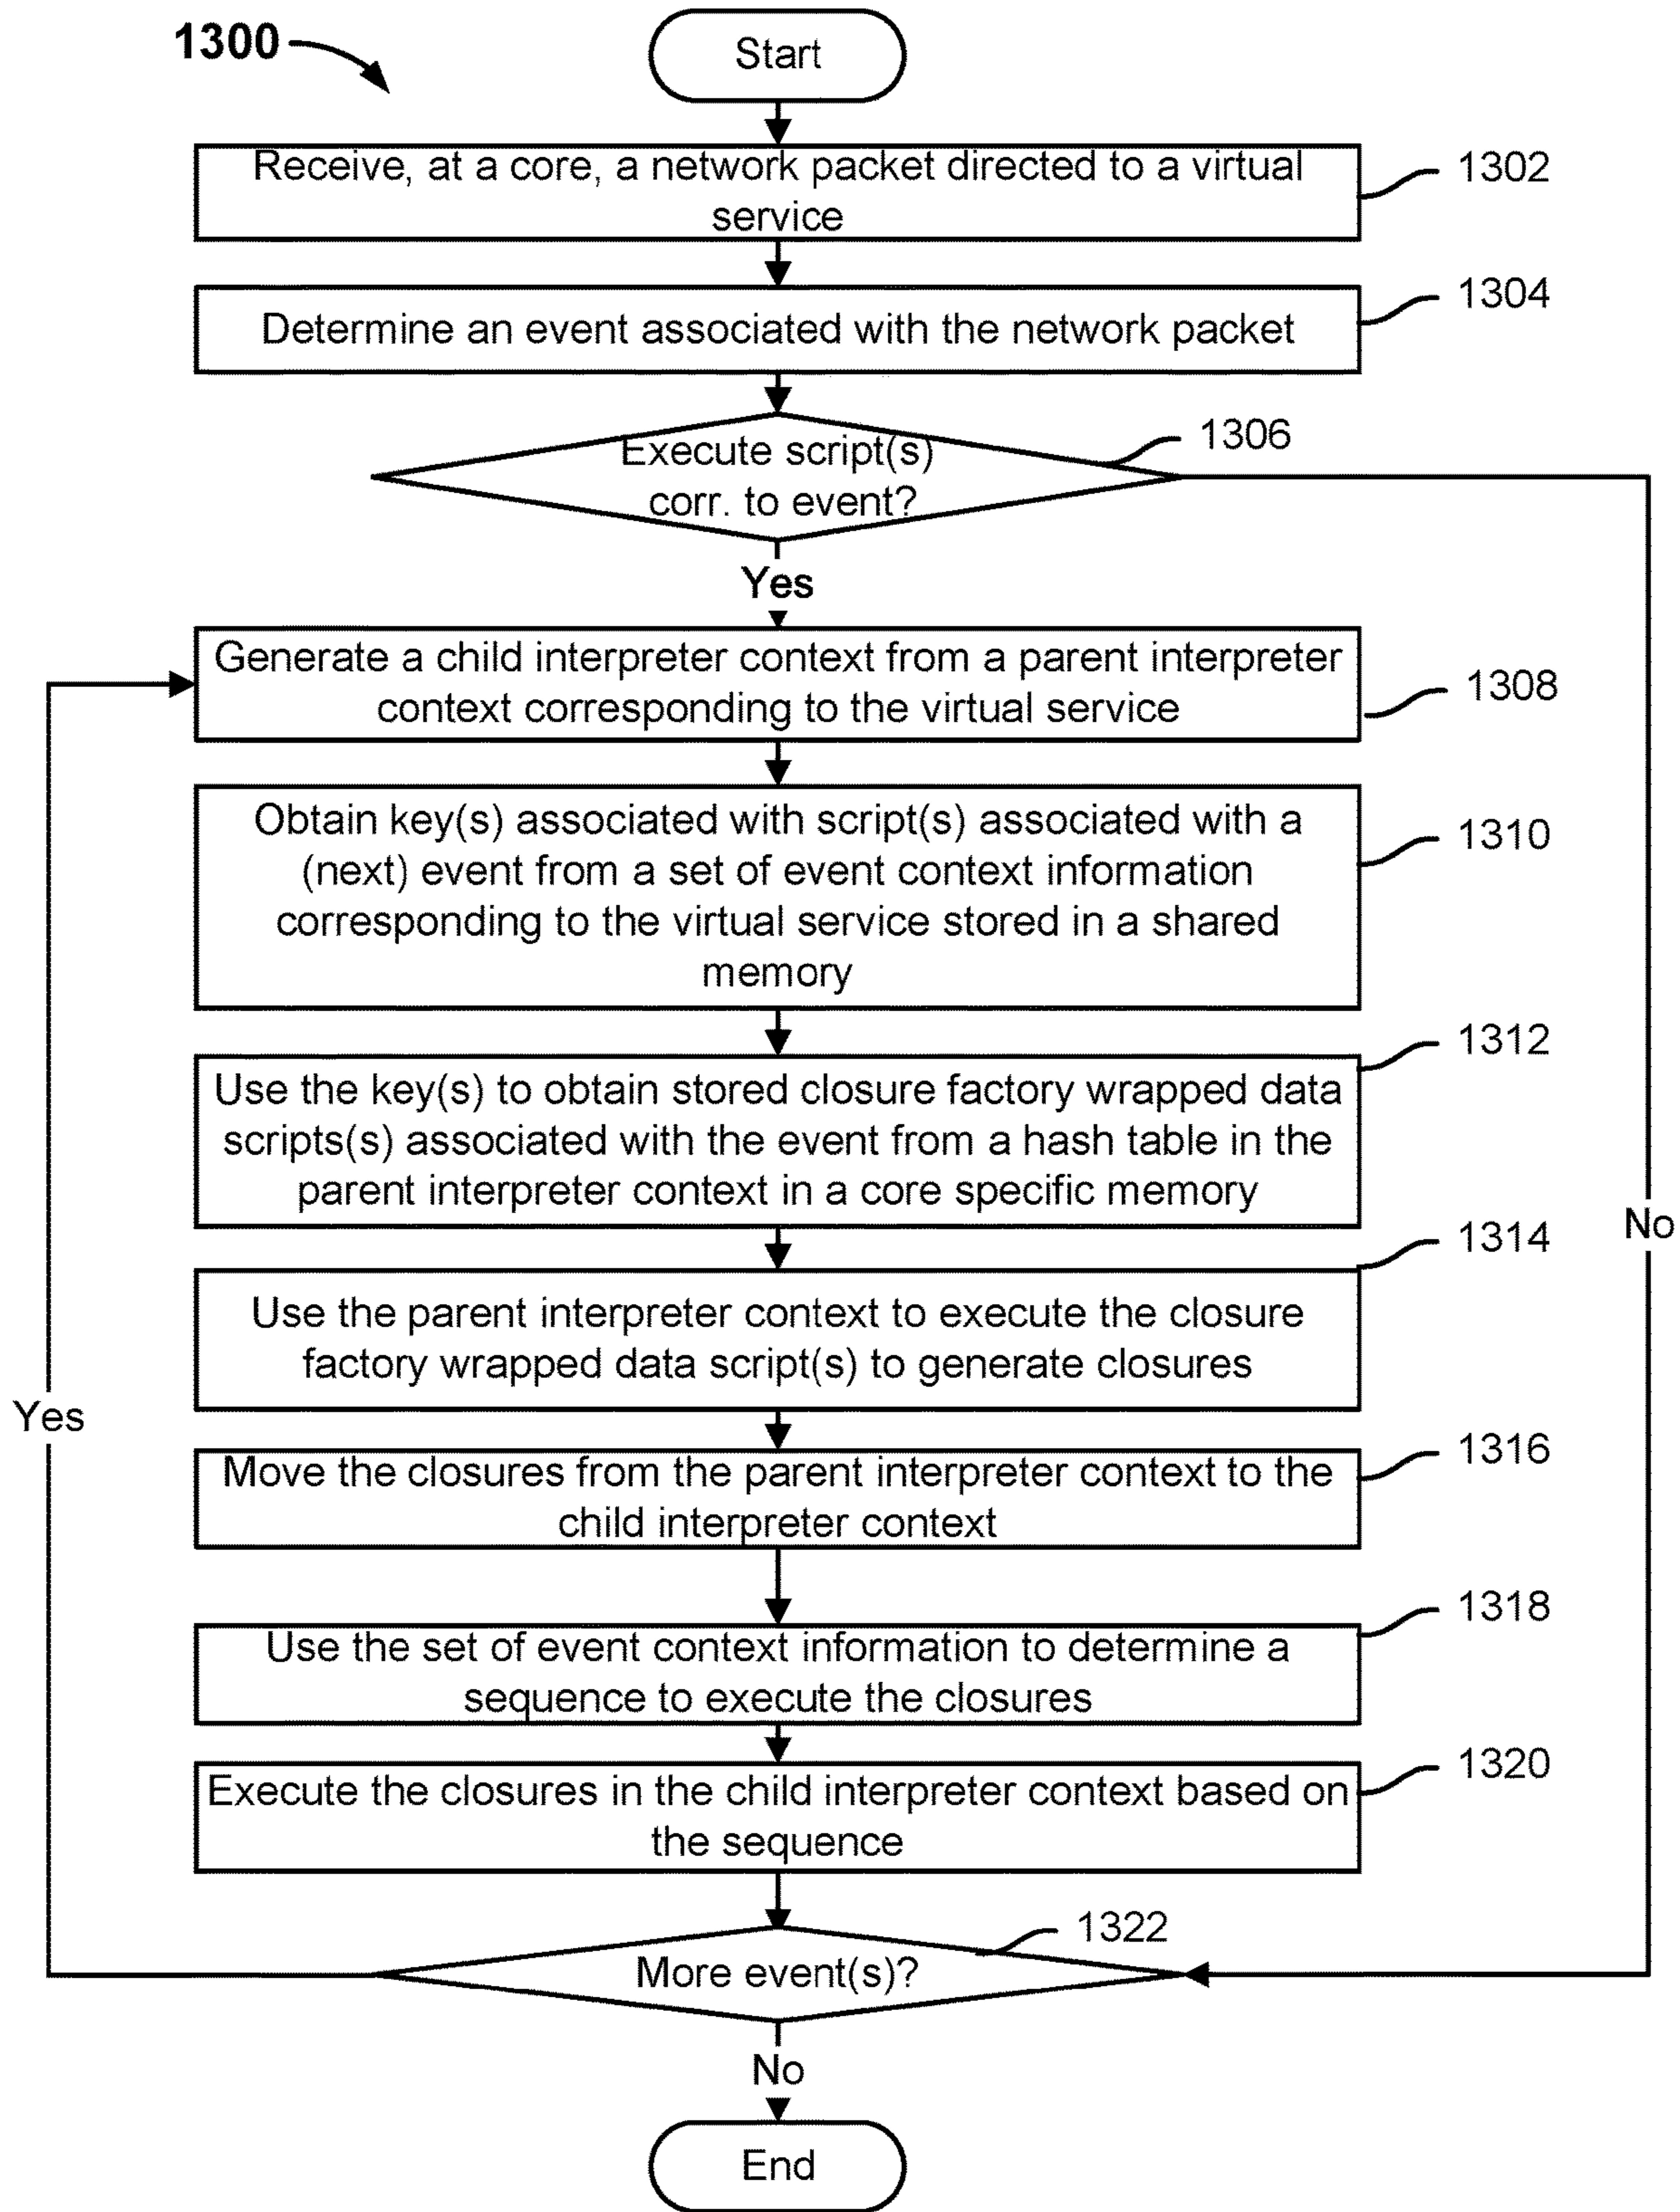 1300
Start
Receive, at a core, a network packet directed to a virtual
service
1302
Determine an event associated with the network packet
1304
Execute script(s)
corr. to event?
1306
Yes
Generate a child interpreter context from a parent interpreter
context corresponding to the virtual service
1308
Obtain key(s) associated with script(s) associated with a
(next) event from a set of event context information
corresponding to the virtual service stored in a shared
memory
1310
Use the key(s) to obtain stored closure factory wrapped data
scripts(s) associated with the event from a hash table in the
parent interpreter context in a core specific memory
1312
No
Use the parent interpreter context to execute the closure
factory wrapped data script(s) to generate closures
1314
Yes
Move the closures from the parent interpreter context to the
child interpreter context
1316
Use the set of event context information to determine a
sequence to execute the closures
1318
Execute the closures in the child interpreter context based on
the sequence
1320
More event(s)?
1322
No
End